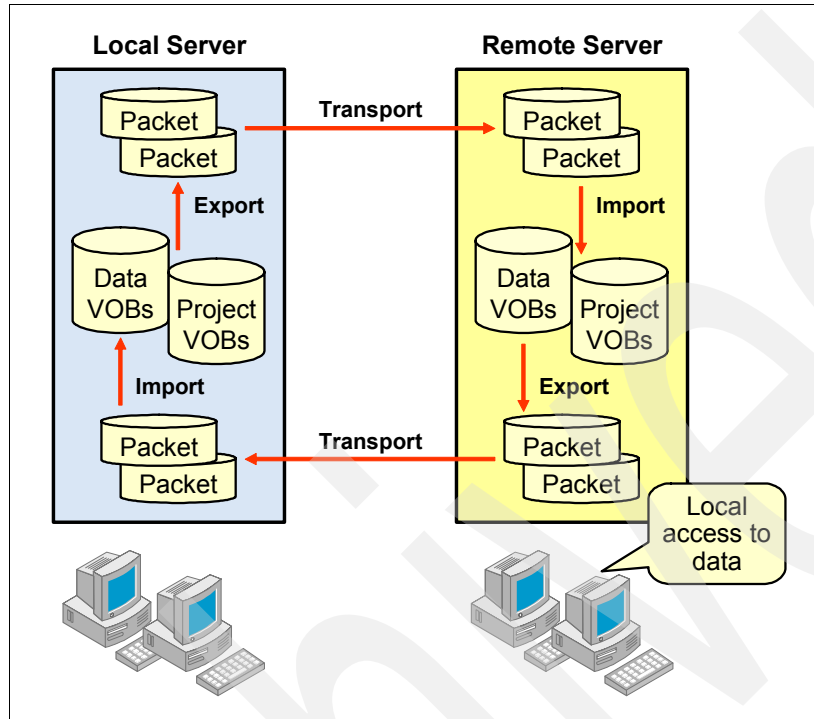 Local Server
Remote Server
Packet
Packet
Transport
Packet
Packet
Export
Import
Data
VOBs
Project
VOBs
Data
VOBs
Project
VOBs
Import
Export
Packet
Packet
Transport
Packet
Packet
Local
access to
data